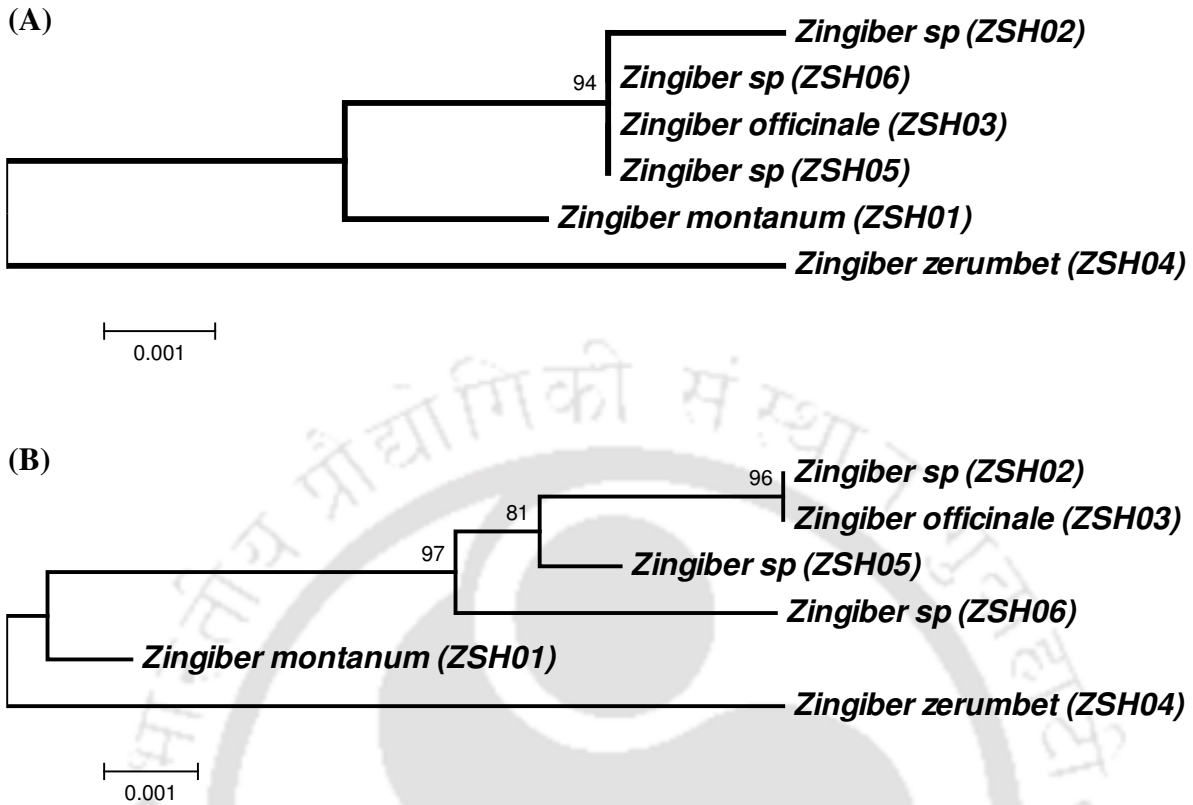 (A)
Zingiber sp (ZSH02)
94
Zingiber sp (ZSH06)
Zingiber officinale (ZSH03)
Zingiber sp (ZSH05)
Zingiber montanum (ZSH01)
Zingiber zerumbet (ZSH04)
0.001
(B)
Zingiber sp (ZSH02)
96
Zingiber officinale (ZSH03)
81
Zingiber sp (ZSH05)
97
Zingiber sp (ZSH06)
Zingiber montanum (ZSH01)
Zingiber zerumbet (ZSH04)
0.001
प्रौद्योगिकी संस्थान